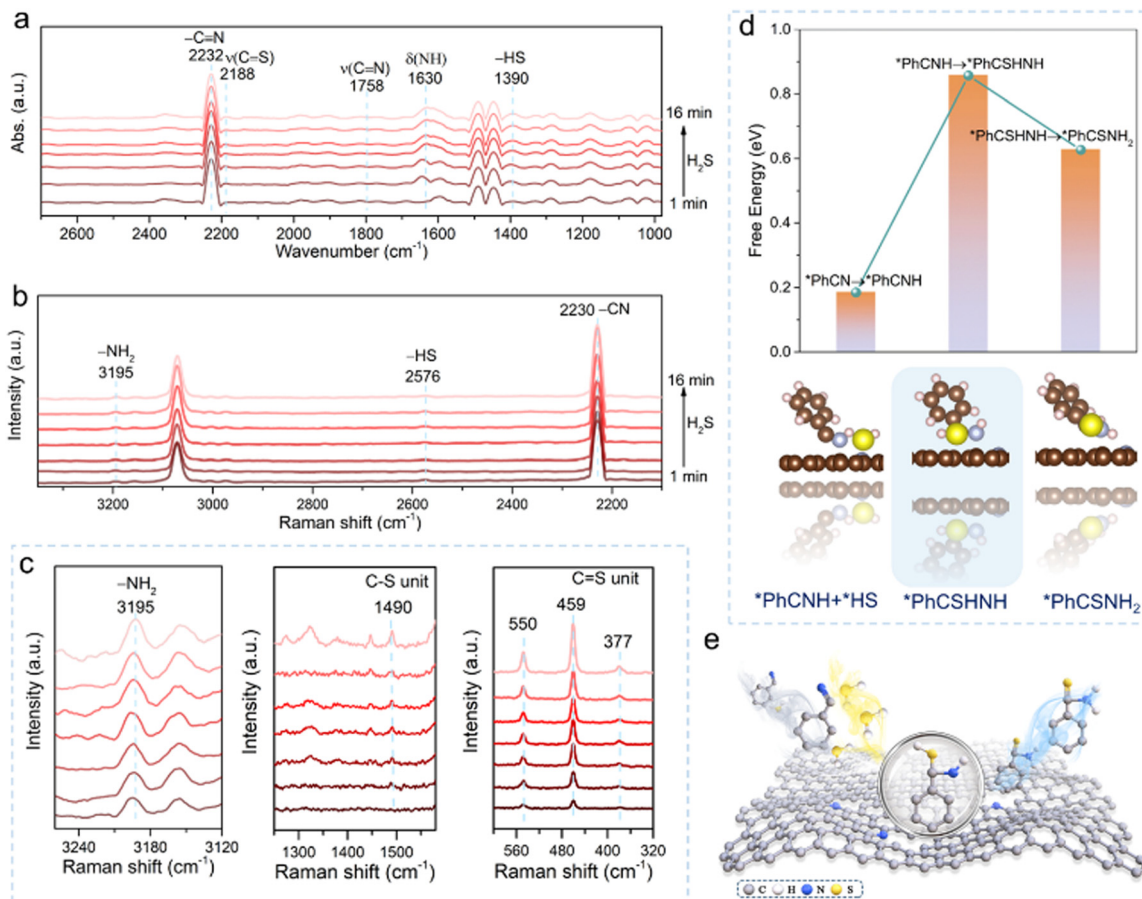 a
–C≡N
2232
ν(C=S)
2188
ν(C=N)
1758
δ(NH)
1630
–HS
1390
Abs. (a.u.)
16 min
H₂S
1 min
2600 2400 2200 2000 1800 1600 1400 1200 1000
Wavenumber (cm⁻¹)
b
–NH₂
3195
–HS
2576
2230 –CN
Intensity (a.u.)
16 min
H₂S
1 min
3200 3000 2800 2600 2400 2200
Raman shift (cm⁻¹)
c
–NH₂
3195
Intensity (a.u.)
3240 3180 3120
Raman shift (cm⁻¹)
C-S unit
1490
Intensity (a.u.)
1300 1400 1500
Raman shift (cm⁻¹)
C=S unit
550
459
377
Intensity (a.u.)
560 480 400 320
Raman shift (cm⁻¹)
d
1.0
0.8
0.6
0.4
0.2
0.0
Free Energy (eV)
*PhCNH→*PhCSHNH
*PhCSHNH→*PhCSNH₂
*PhCN→*PhCNH
*PhCNH+*HS
*PhCSHNH
*PhCSNH₂
e
C H N S